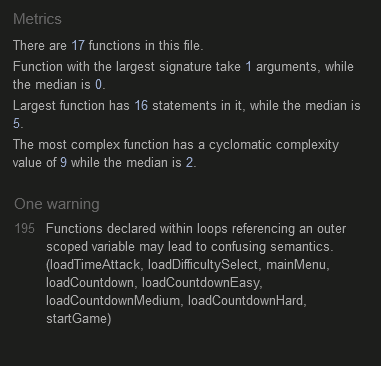 Metrics
There are 17 functions in this file.
Function with the largest signature take 1 arguments, while
the median is 0.
Largest function has 16 statements in it, while the median is
5.
The most complex function has a cyclomatic complexity
value of 9 while the median is 2.
One warning
195 Functions declared within loops referencing an outer
scoped variable may lead to confusing semantics.
(loadTimeAttack, loadDifficultySelect, mainMenu,
loadCountdown, loadCountdownEasy,
loadCountdownMedium, loadCountdownHard,
startGame)